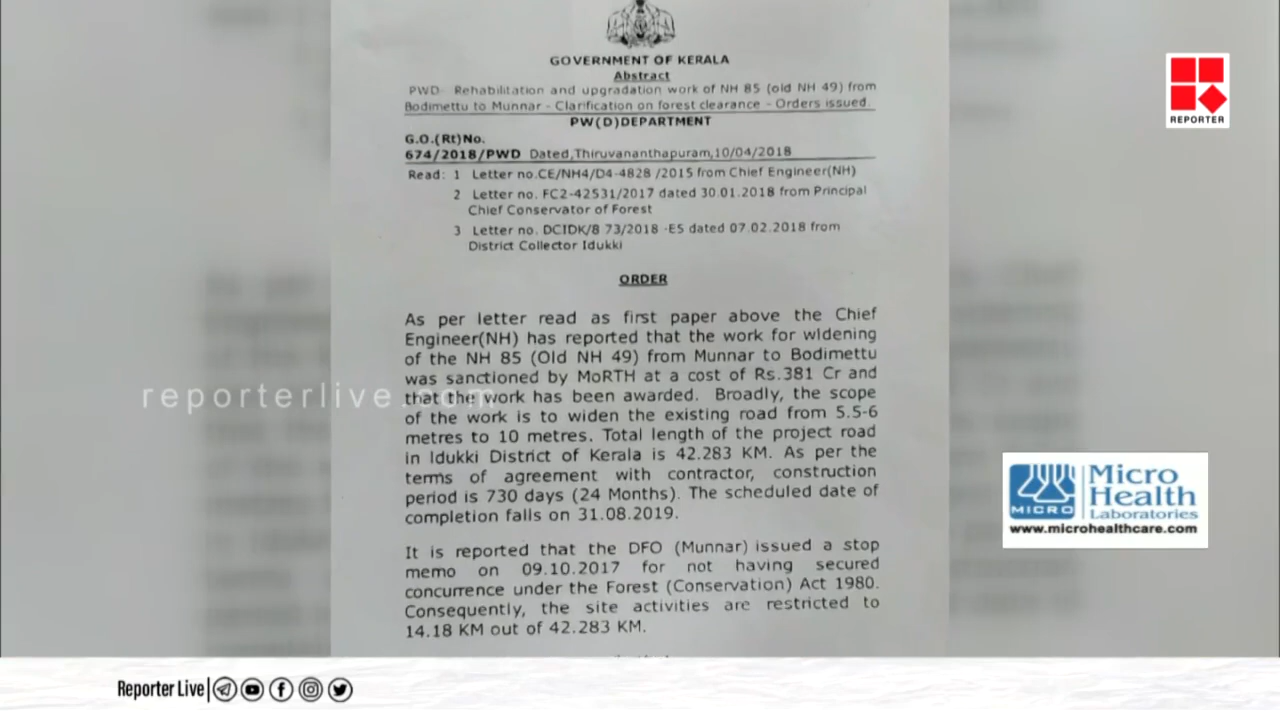 GOVERNMENT OF KERALA
Abstract
PWD- Rehabilitation and upgradation work of NH 85 (old NH 49) from
Bodimettu to Munnar - Clarification on forest clearance - Orders issued.
PW(D)DEPARTMENT
G.O.(Rt)No.
674/2018/PWD Dated,Thiruvananthapuram,10/04/2018
Read: 1 Letter no.CE/NH4/D4-4828 /2015 from Chief Engineer(NH)
2 Letter no. FC2-42531/2017 dated 30.01.2018 from Principal
Chief Conservator of Forest
3 Letter no. DCIDK/8 73/2018 -ES dated 07.02.2018 from
District Collector Idukki
ORDER
As per letter read as first paper above the Chief
Engineer(NH) has reported that the work for widening
of the NH 85 (Old NH 49) from Munnar to Bodimettu
was sanctioned by MoRTH at a cost of Rs.381 Cr and
that the work has been awarded. Broadly, the scope
of the work is to widen the existing road from 5.5-6
metres to 10 metres. Total length of the project road
in Idukki District of Kerala is 42.283 KM. As per the
terms of agreement with contractor, construction
period is 730 days (24 Months). The scheduled date of
completion falls on 31.08.2019.
It is reported that the DFO (Munnar) issued a stop
memo on 09.10.2017 for not having secured
concurrence under the Forest (Conservation) Act 1980.
Consequently, the site activities are restricted to
14.18 KM out of 42.283 KM.
reporterlive.com
REPORTER
MICRO
Micro
Health
Laboratories
www.microhealthcare.com
Reporter Live|